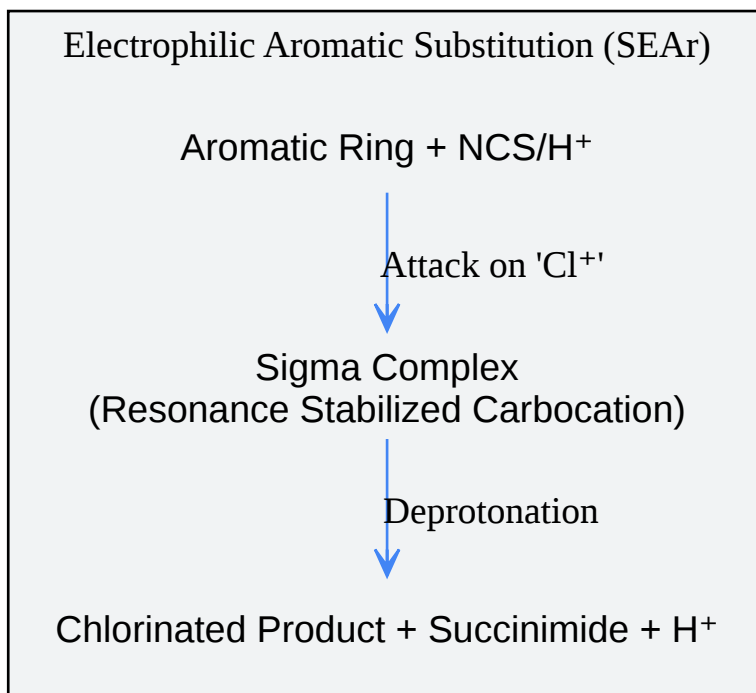 Electrophilic Aromatic Substitution (SEAr)
Aromatic Ring + NCS/H⁺
Attack on 'Cl⁺'
Sigma Complex
(Resonance Stabilized Carbocation)
Deprotonation
Chlorinated Product + Succinimide + H⁺